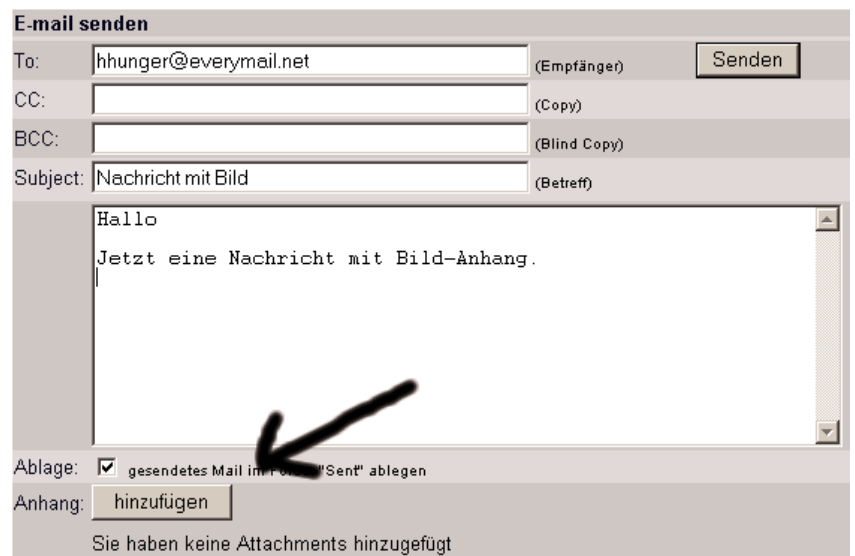 E-mail senden
To: hhunger@everymail.net (Empfänger) Senden
CC: (Copy)
BCC: (Blind Copy)
Subject: Nachricht mit Bild (Betreff)
Hallo
Jetzt eine Nachricht mit Bild-Anhang.
Ablage: gesendetes Mail im "Sent" ablegen
Anhang: hinzufügen
Sie haben keine Attachments hinzugefügt